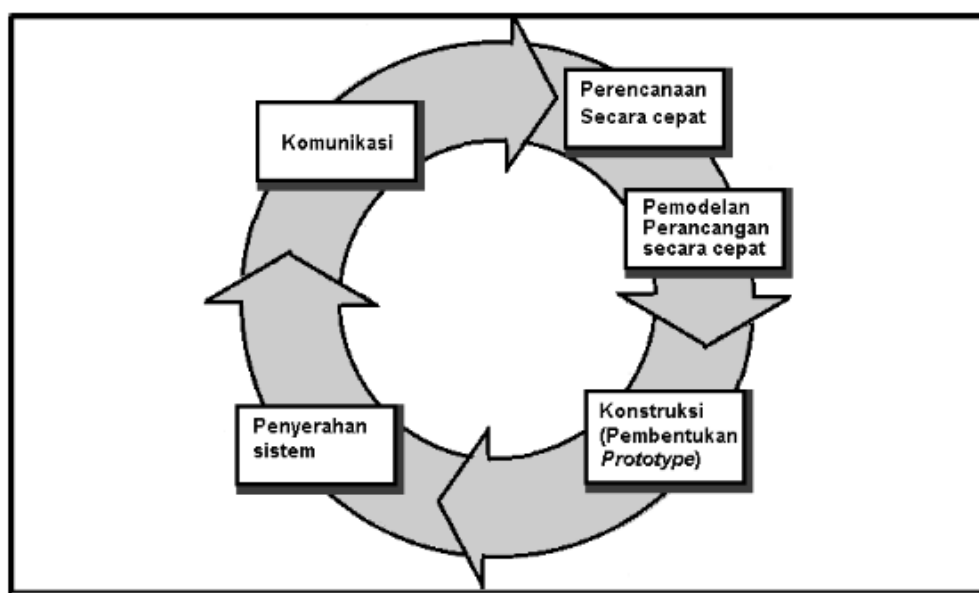 Komunikasi
Perencanaan
Secara cepat
Pemodelan
Perancangan
secara cepat
Konstruksi
(Pembentukan
Prototype)
Penyerahan
sistem